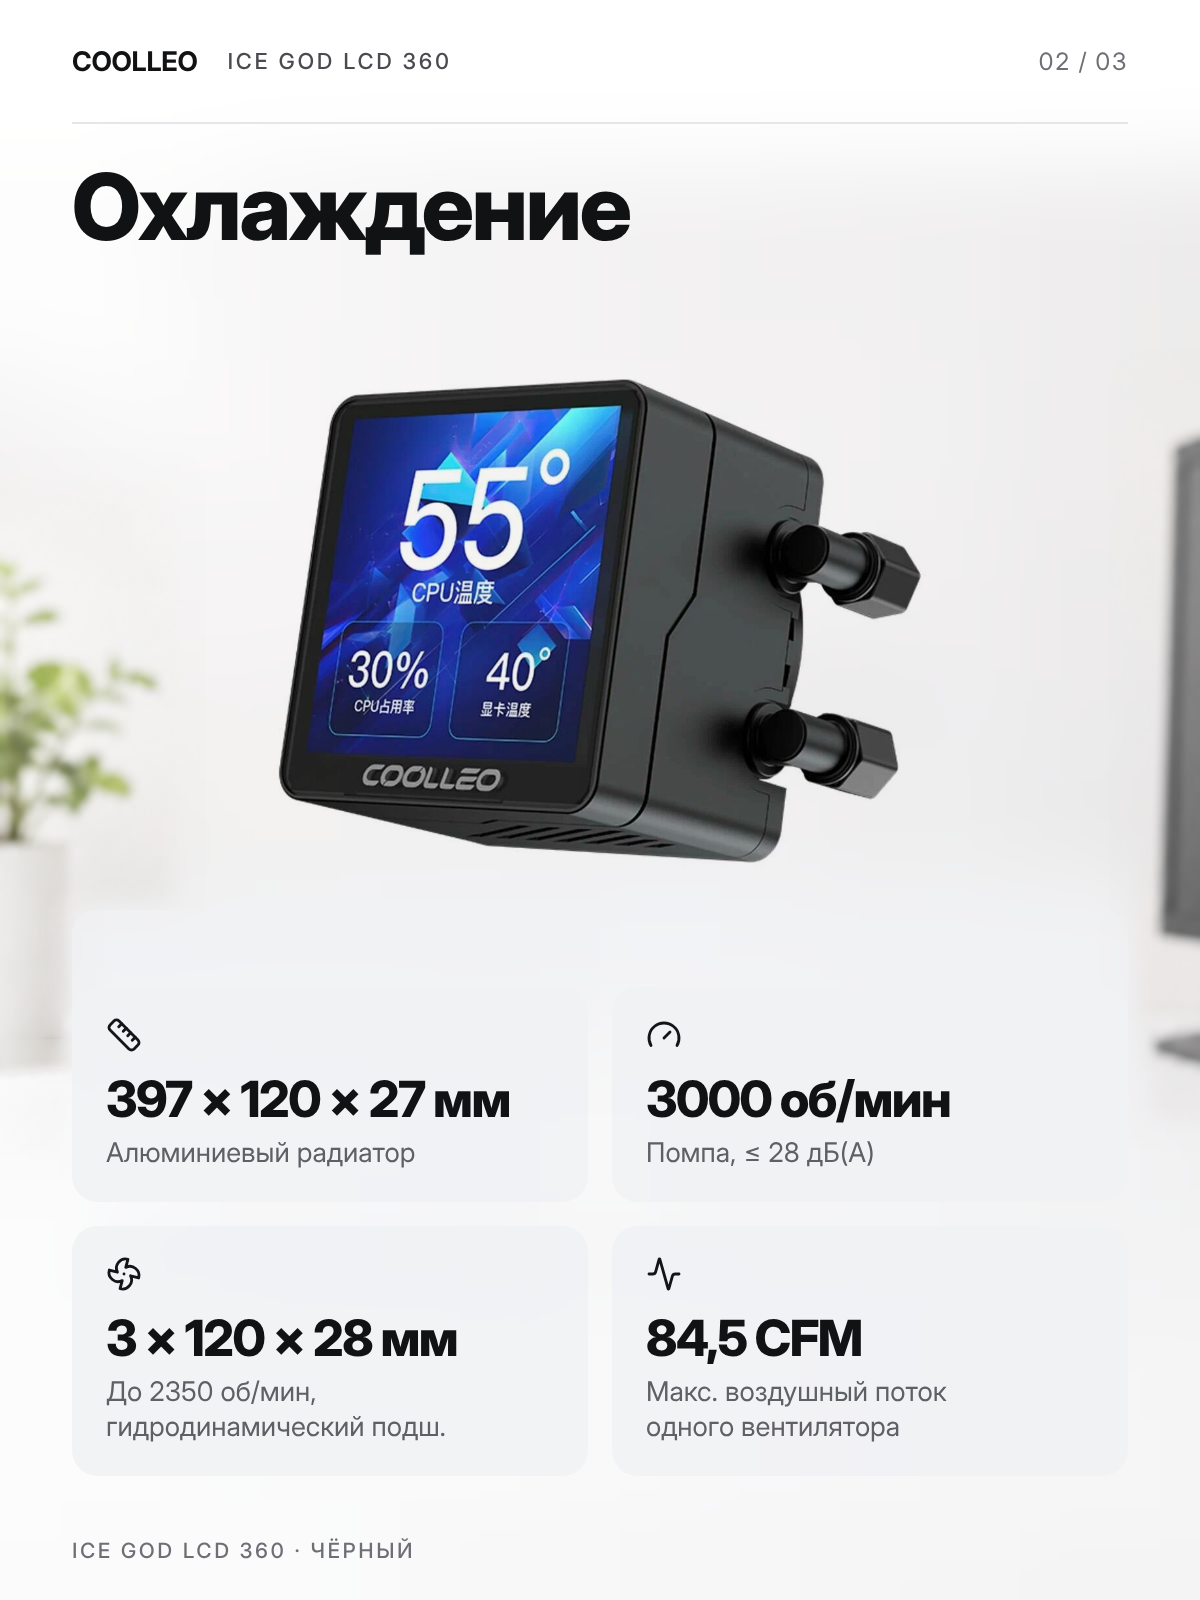 COOLLEO ICE GOD LCD 360 02 / 03
Охлаждение
55°
CPU温度
30% 40°
CPU占用率 显卡温度
COOLLEO
397 × 120 × 27 мм
Алюминиевый радиатор
3000 об/мин
Помпа, ≤ 28 дБ(А)
3 × 120 × 28 мм
До 2350 об/мин,
гидродинамический подш.
84,5 CFM
Макс. воздушный поток
одного вентилятора
ICE GOD LCD 360 · ЧЁРНЫЙ